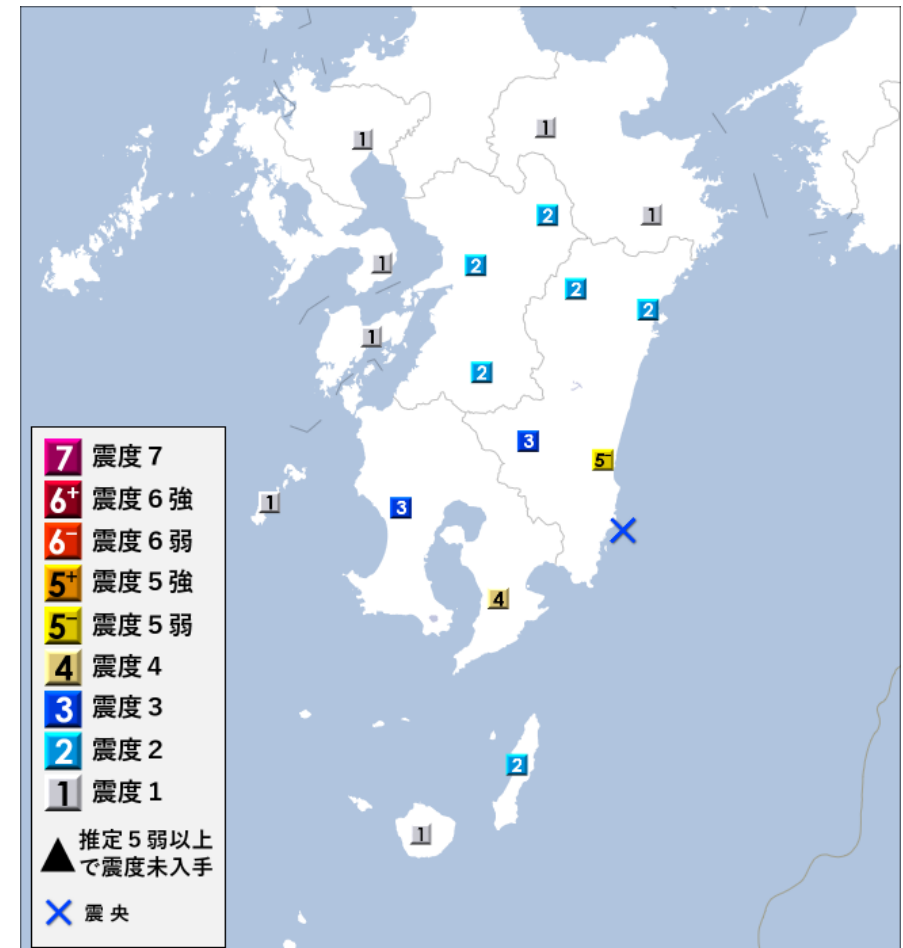 1
1
2
1
2
1
2
2
1
2
3
5-
1
3
4
2
1
7 震度７
6+ 震度６強
6- 震度６弱
5+ 震度５強
5- 震度５弱
4 震度４
3 震度３
2 震度２
1 震度１
推定５弱以上
で震度未入手
震央